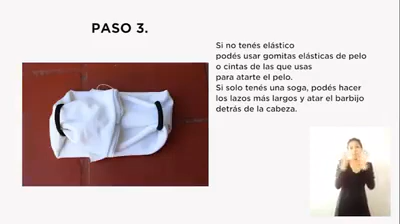 PASO 3.
Si no tenés elástico
podés usar gomitas elásticas de pelo
o cintas de las que usas
para atarte el pelo.
Si solo tenés una soga, podés hacer
los lazos más largos y atar el barbijo
detrás de la cabeza.